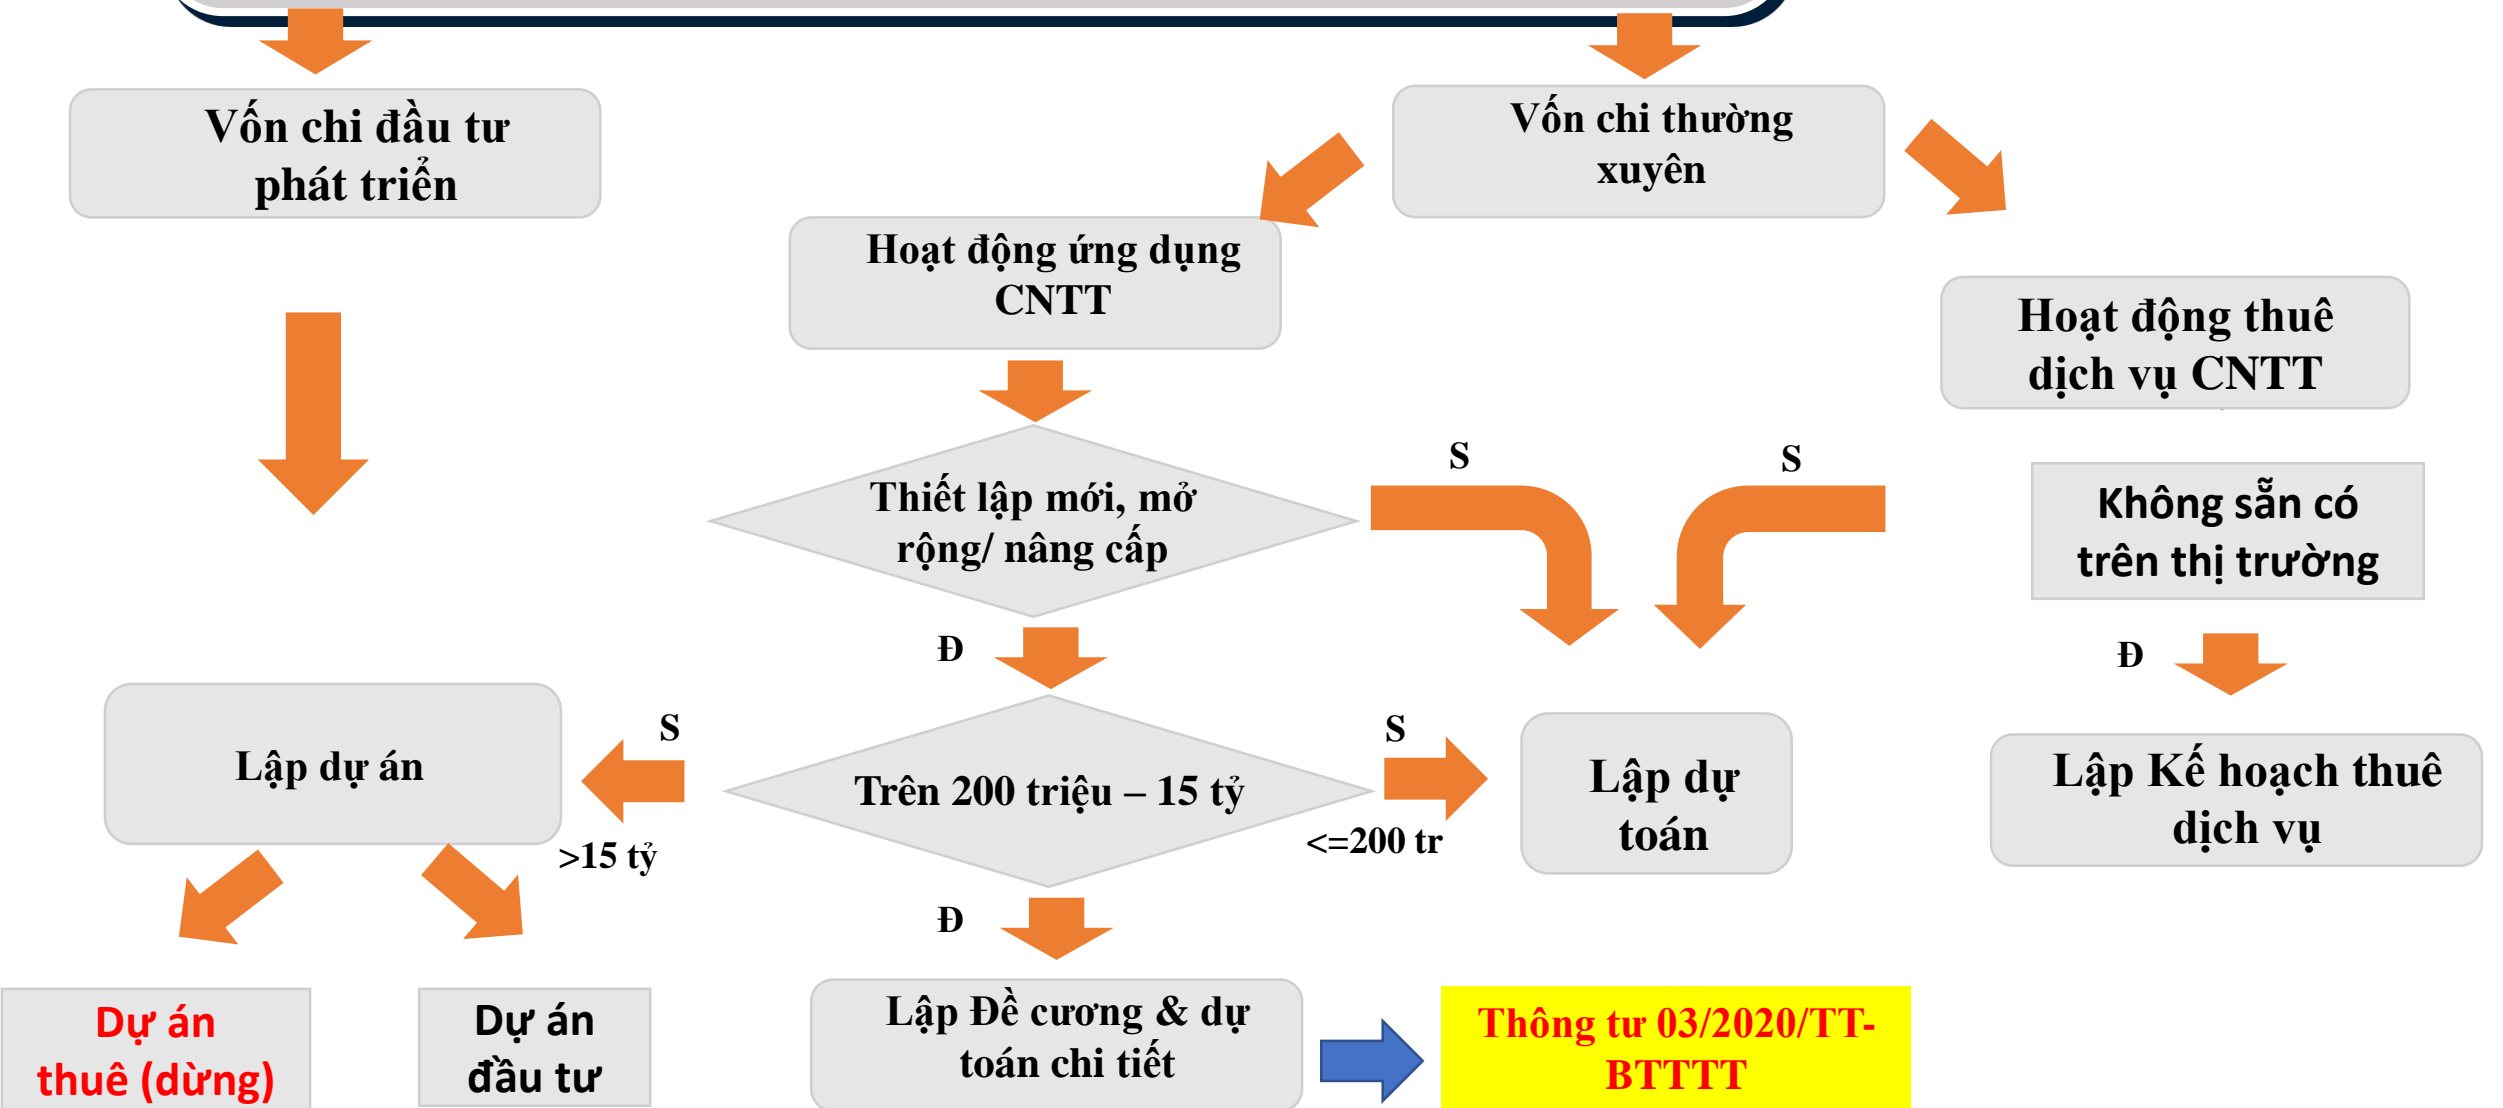 Vốn chi đầu tư
phát triển
Vốn chi thường
xuyên
Hoạt động ứng dụng
CNTT
Hoạt động thuê
dịch vụ CNTT
S
S
Thiết lập mới, mở
rộng/ nâng cấp
Không sẵn có
trên thị trường
Đ
Đ
Lập dự án
S
>15 tỷ
Trên 200 triệu – 15 tỷ
S
<=200 tr
Lập dự
toán
Lập Kế hoạch thuê
dịch vụ
Đ
Dự án
thuê (dừng)
Dự án
đầu tư
Lập Đề cương & dự
toán chi tiết
Thông tư 03/2020/TT-
BTTTT